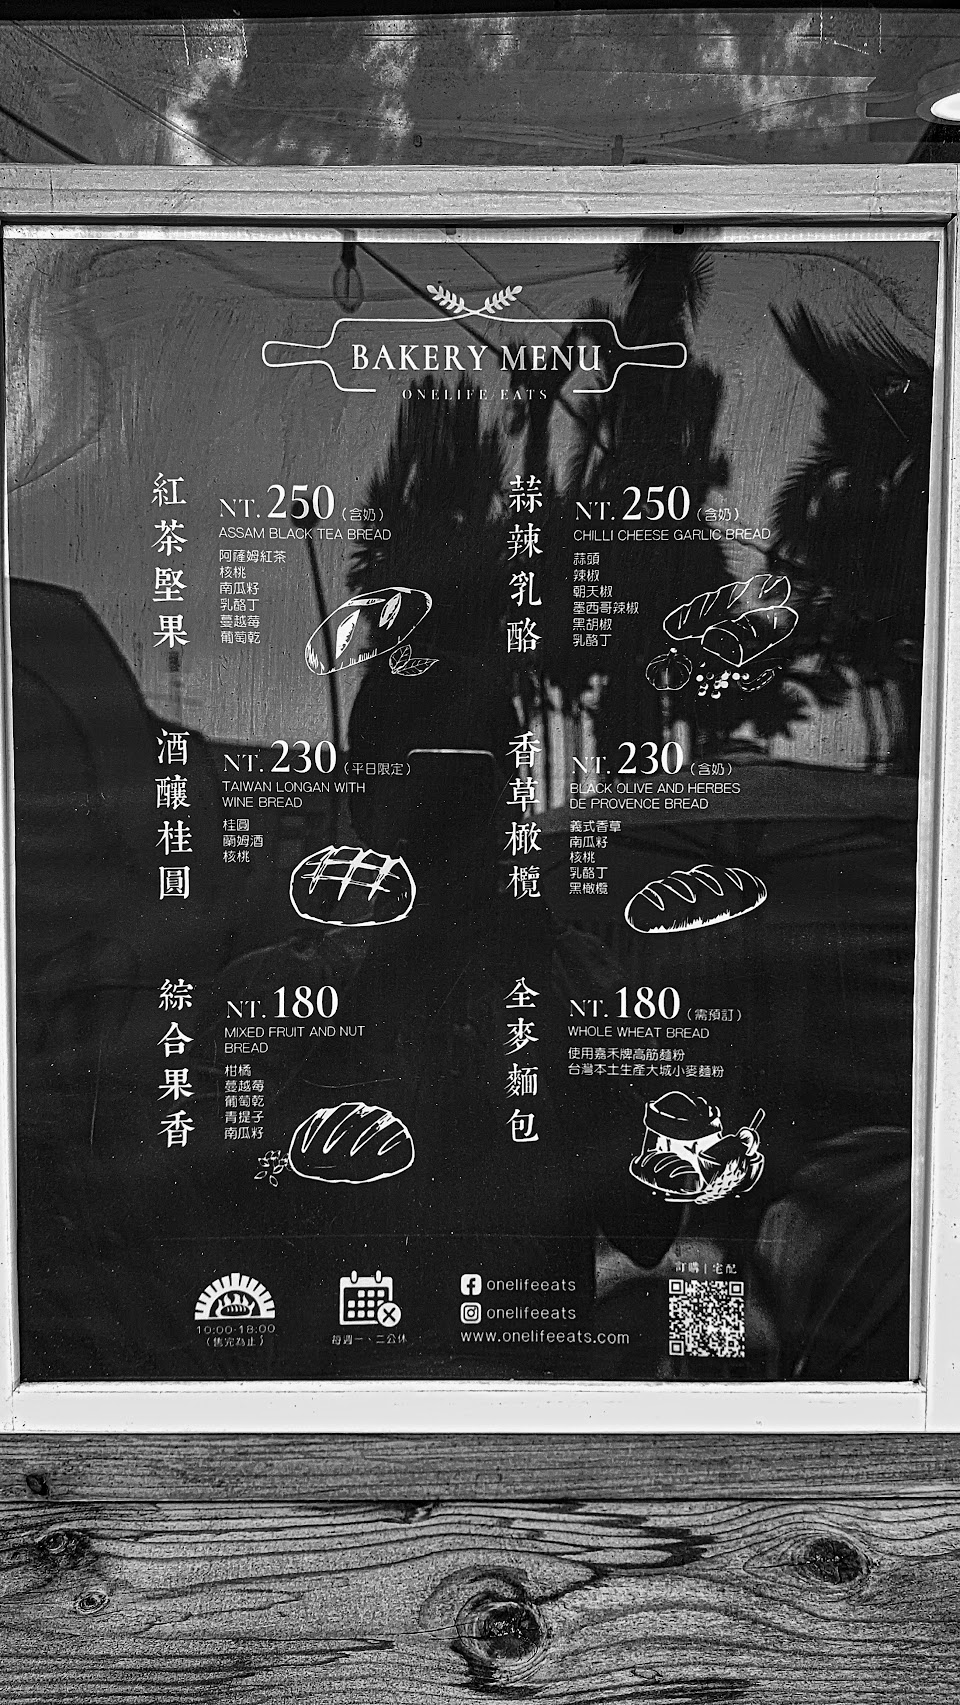 BAKERY MENU
ONELIFE EATS
紅茶堅果
NT. 250 (含奶)
ASSAM BLACK TEA BREAD
阿薩姆紅茶
核桃
南瓜籽
乳酪丁
蔓越莓
葡萄乾
蒜辣乳酪
NT. 250 (含奶)
CHILLI CHEESE GARLIC BREAD
蒜頭
辣椒
朝天椒
墨西哥辣椒
黑胡椒
乳酪丁
酒釀桂圓
NT. 230 (平日限定)
TAIWAN LONGAN WITH
WINE BREAD
桂圓
蘭姆酒
核桃
香草橄欖
NT. 230 (含奶)
BLACK OLIVE AND HERBES
DE PROVENCE BREAD
義式香草
南瓜籽
核桃
乳酪丁
黑橄欖
綜合果香
NT. 180
MIXED FRUIT AND NUT
BREAD
柑橘
蔓越莓
葡萄乾
青提子
南瓜籽
全麥麵包
NT. 180 (需預訂)
WHOLE WHEAT BREAD
使用嘉禾牌高筋麵粉
台灣本土生產大城小麥麵粉
10:00-18:00
(售完為止)
每週一、二公休
onelifeeats
onelifeeats
www.onelifeeats.com
訂購 | 宅配